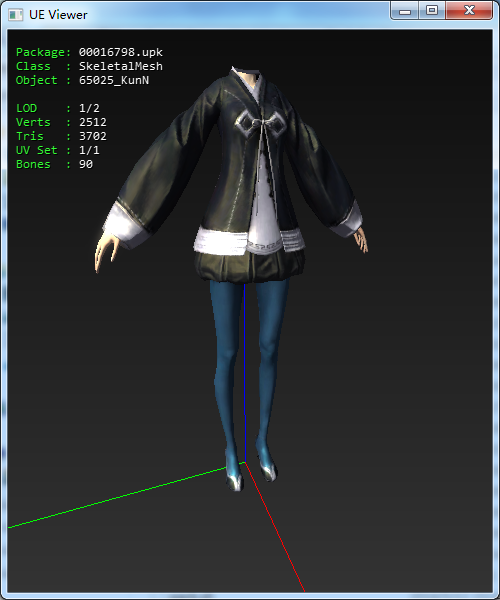 UE Viewer
Package: 00016798.upk
Class : SkeletalMesh
Object : 65025_KunN
LOD : 1/2
Verts : 2512
Tris : 3702
UV Set : 1/1
Bones : 90